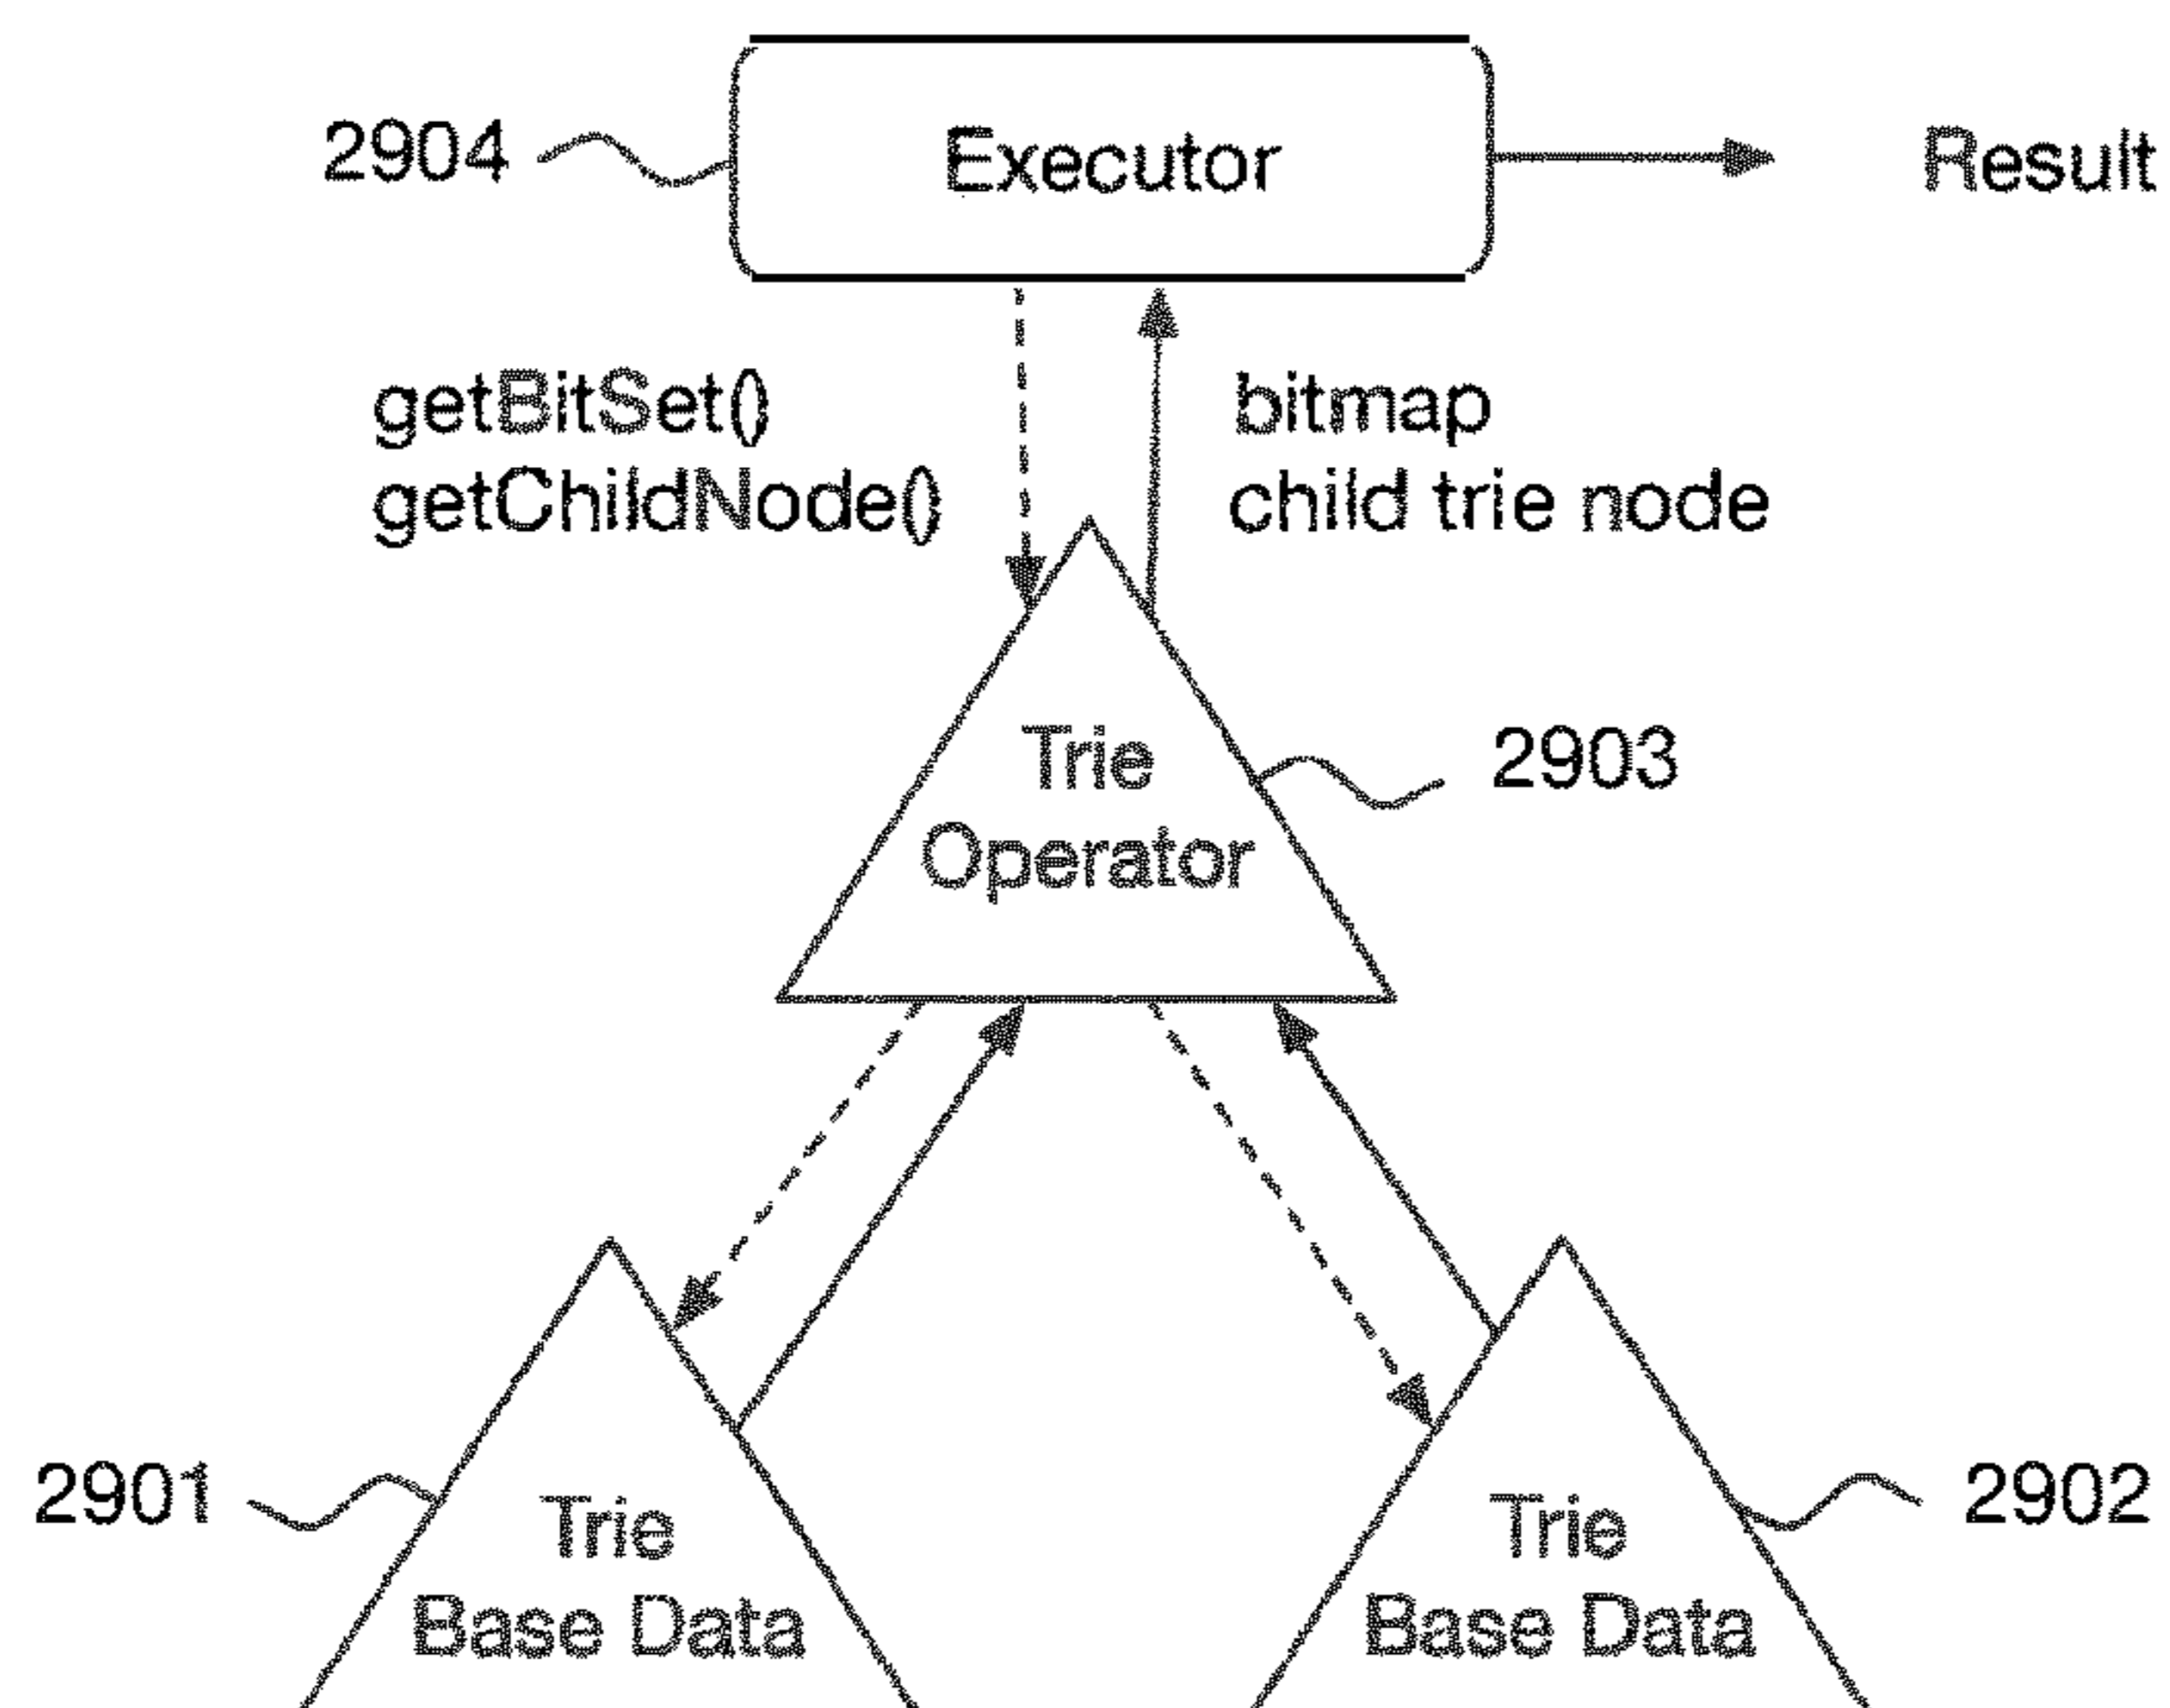 2904
Executor
Result
getBitSet()
getChildNode()
bitmap
child trie node
Trie
Operator
2903
2901
Trie
Base Data
Trie
Base Data
2902